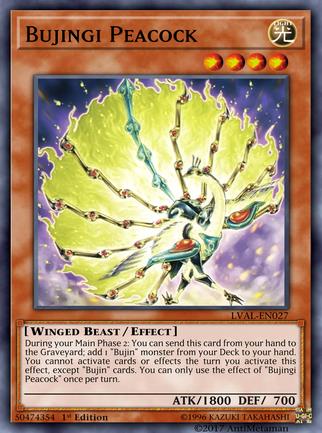 Bujingi Peacock
LIGHT
光
LVAL-EN027
[Winged Beast / Effect]
During your Main Phase 2: You can send this card from your hand
to the Graveyard; add 1 "Bujin" monster from your Deck to your hand.
You cannot activate cards or effects the turn you activate this
effect, except "Bujin" cards. You can only use the effect of "Bujingi
Peacock" once per turn.
ATK/1800 DEF/ 700
50474354 1st Edition ©1996 KAZUKI TAKAHASHI
©2017 AntiMetaman